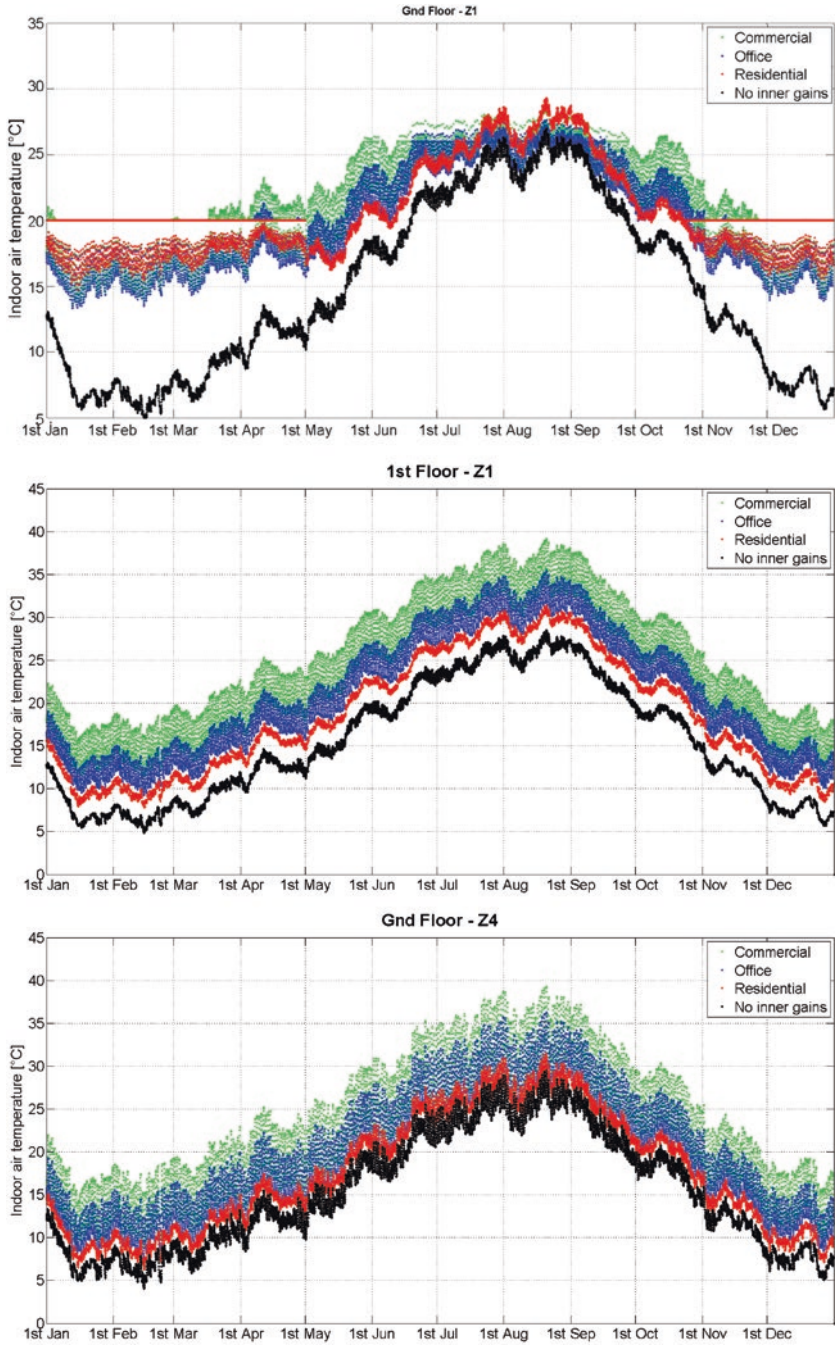 Gnd Floor - Z1
35
30
25
20
15
10
5
Indoor air temperature [°C]
Commercial
Office
Residential
No inner gains
1st Jan 1st Feb 1st Mar 1st Apr 1st May 1st Jun 1st Jul 1st Aug 1st Sep 1st Oct 1st Nov 1st Dec
1st Floor - Z1
45
40
35
30
25
20
15
10
5
0
Indoor air temperature [°C]
Commercial
Office
Residential
No inner gains
1st Jan 1st Feb 1st Mar 1st Apr 1st May 1st Jun 1st Jul 1st Aug 1st Sep 1st Oct 1st Nov 1st Dec
Gnd Floor - Z4
45
40
35
30
25
20
15
10
5
0
Indoor air temperature [°C]
Commercial
Office
Residential
No inner gains
1st Jan 1st Feb 1st Mar 1st Apr 1st May 1st Jun 1st Jul 1st Aug 1st Sep 1st Oct 1st Nov 1st Dec